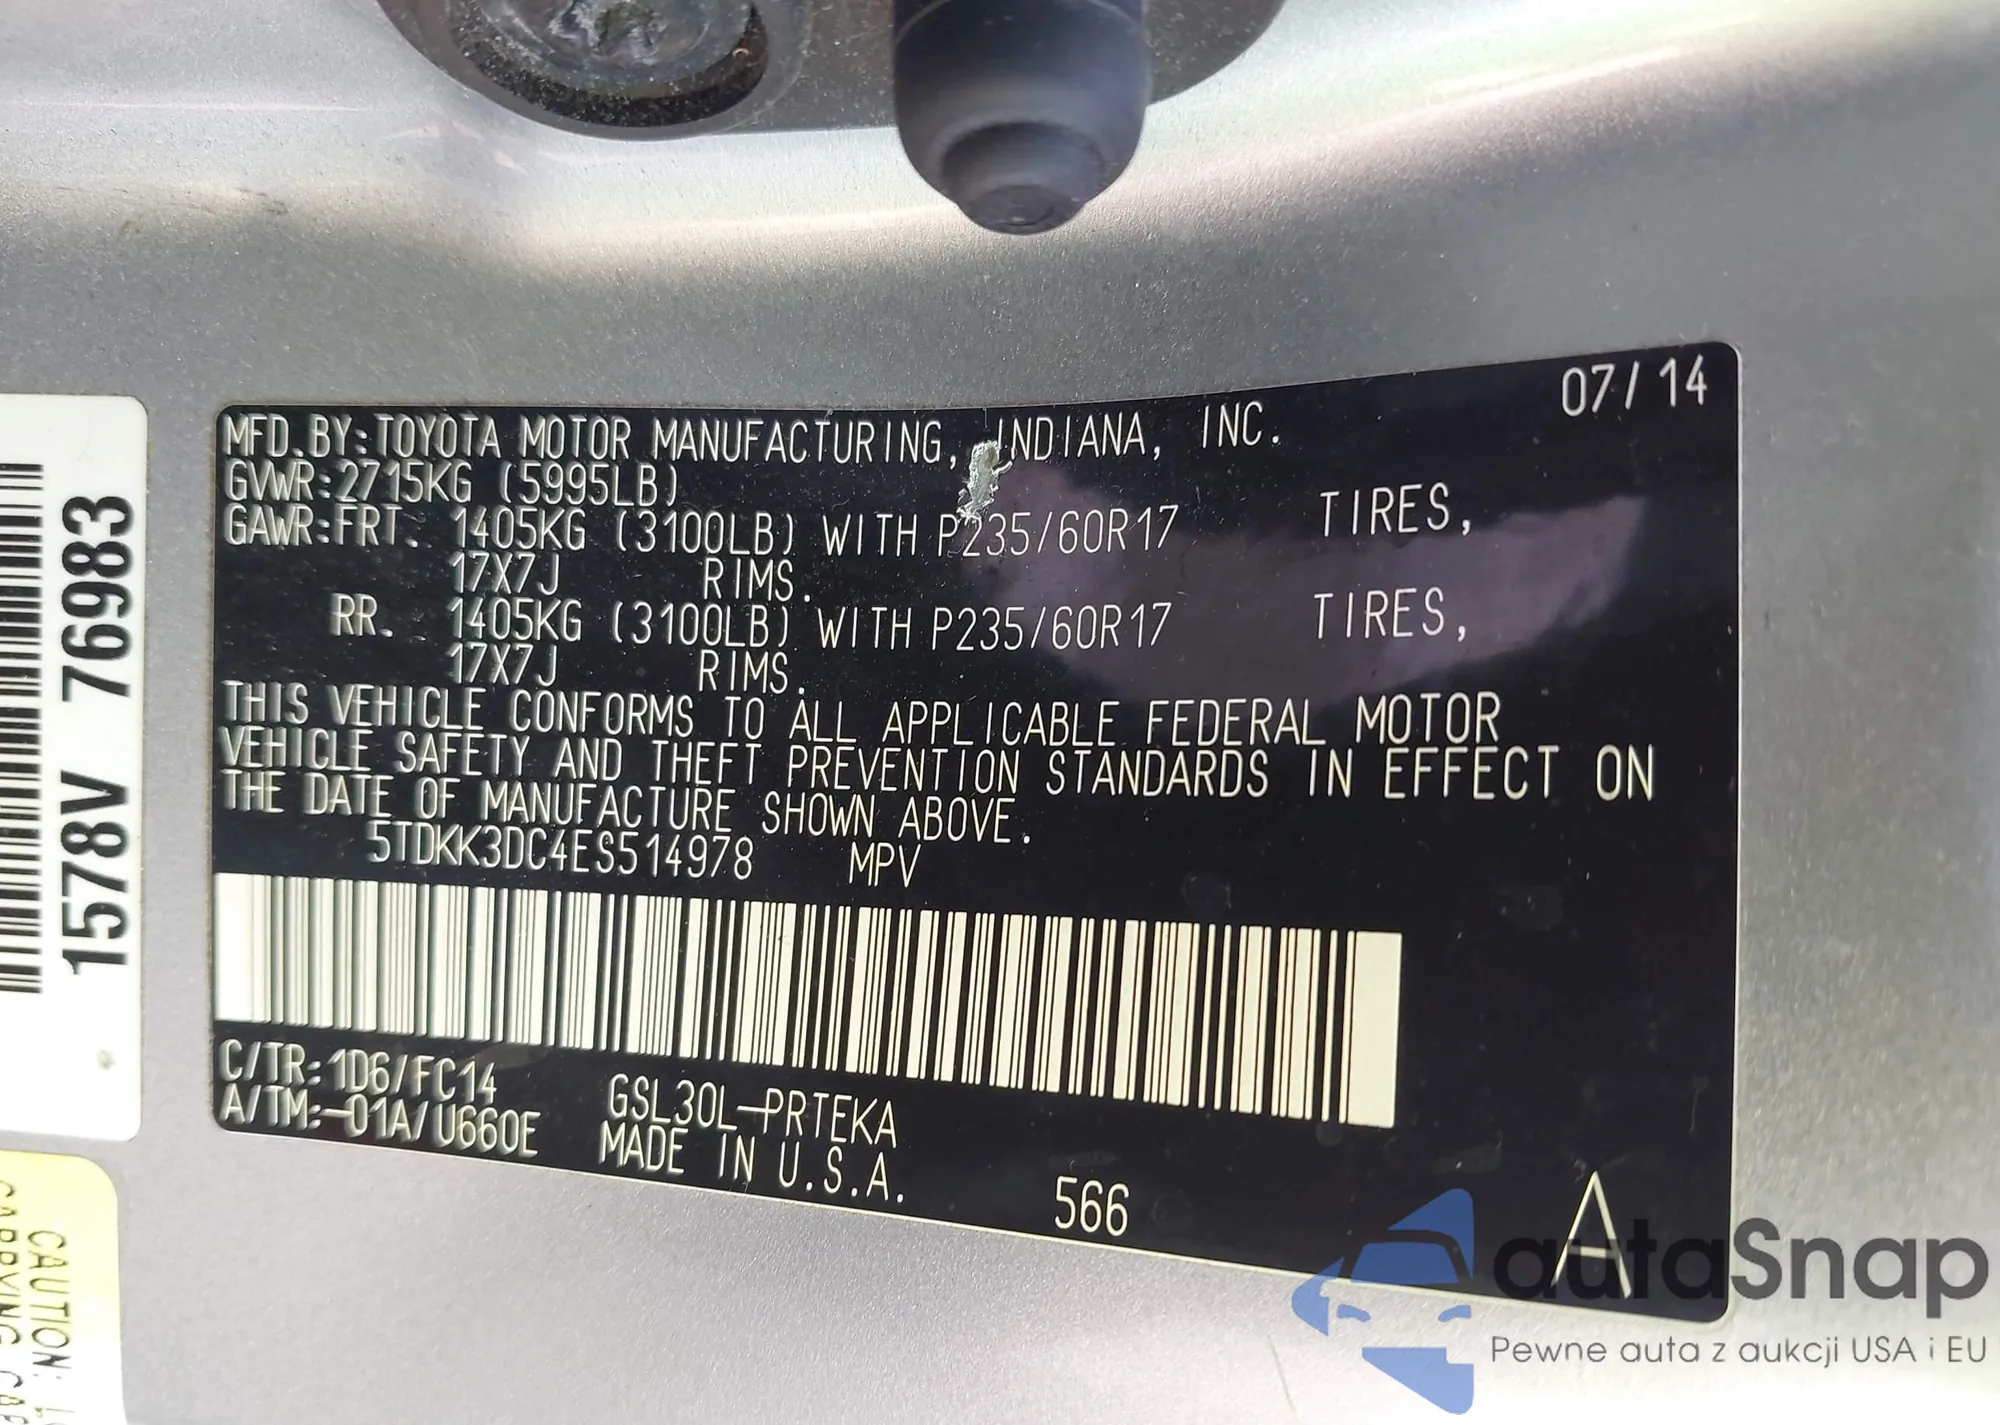 07/14
MFD.BY:TOYOTA MOTOR MANUFACTURING, INDIANA, INC.
GVWR:2715KG (5995LB)
GAWR:FRT. 1405KG (3100LB) WITH P235/60R17 TIRES,
17X7J RIMS.
RR. 1405KG (3100LB) WITH P235/60R17 TIRES,
17X7J RIMS.
THIS VEHICLE CONFORMS TO ALL APPLICABLE FEDERAL MOTOR
VEHICLE SAFETY AND THEFT PREVENTION STANDARDS IN EFFECT ON
THE DATE OF MANUFACTURE SHOWN ABOVE.
5TDKK3DC4ES514978 MPV
C/TR:1D6/FC14
A/TM:-01A/U660E
GSL30L-PRTEKA
MADE IN U.S.A.
566
A
1578V 76983
CAUTION:
CARRYING
autaSnap
Pewne auta z aukcji USA i EU